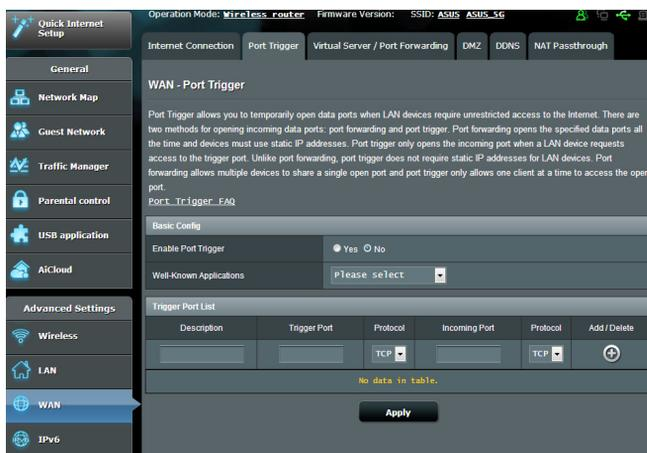 Quick Internet Setup
Operation Mode: Wireless router Firmware Version: SSID: ASUS ASUS_5G
Internet Connection Port Trigger Virtual Server / Port Forwarding DMZ DDNS NAT Passthrough
General
Network Map
Guest Network
Traffic Manager
Parental control
USB application
AiCloud
Advanced Settings
Wireless
LAN
WAN
IPv6
WAN - Port Trigger
Port Trigger allows you to temporarily open data ports when LAN devices require unrestricted access to the Internet. There are
two methods for opening incoming data ports: port forwarding and port trigger. Port forwarding opens the specified data ports all
the time and devices must use static IP addresses. Port trigger only opens the incoming port when a LAN device requests
access to the trigger port. Unlike port forwarding, port trigger does not require static IP addresses for LAN devices. Port
forwarding allows multiple devices to share a single open port and port trigger only allows one client at a time to access the open
port.
Port Trigger FAQ
Basic Config
Enable Port Trigger Yes No
Well-Known Applications Please select
Trigger Port List
Description Trigger Port Protocol Incoming Port Protocol Add / Delete
TCP TCP
No data in table.
Apply